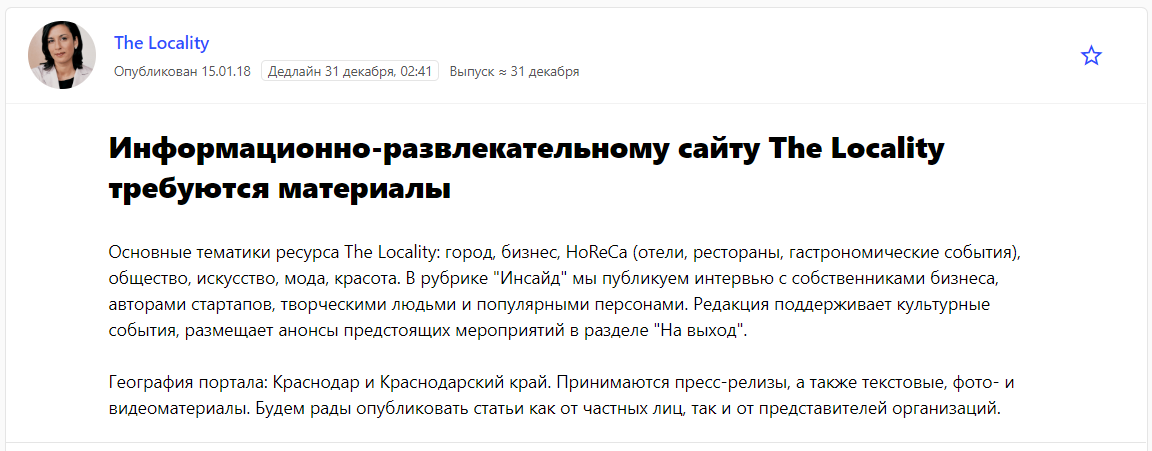 The Locality
Опубликован 15.01.18 Дедлайн 31 декабря, 02:41 Выпуск ≈ 31 декабря
Информационно-развлекательному сайту The Locality
требуются материалы
Основные тематики ресурса The Locality: город, бизнес, HoReCa (отели, рестораны, гастрономические события),
общество, искусство, мода, красота. В рубрике "Инсайд" мы публикуем интервью с собственниками бизнеса,
авторами стартапов, творческими людьми и популярными персонами. Редакция поддерживает культурные
события, размещает анонсы предстоящих мероприятий в разделе "На выход".
География портала: Краснодар и Краснодарский край. Принимаются пресс-релизы, а также текстовые, фото- и
видеоматериалы. Будем рады опубликовать статьи как от частных лиц, так и от представителей организаций.